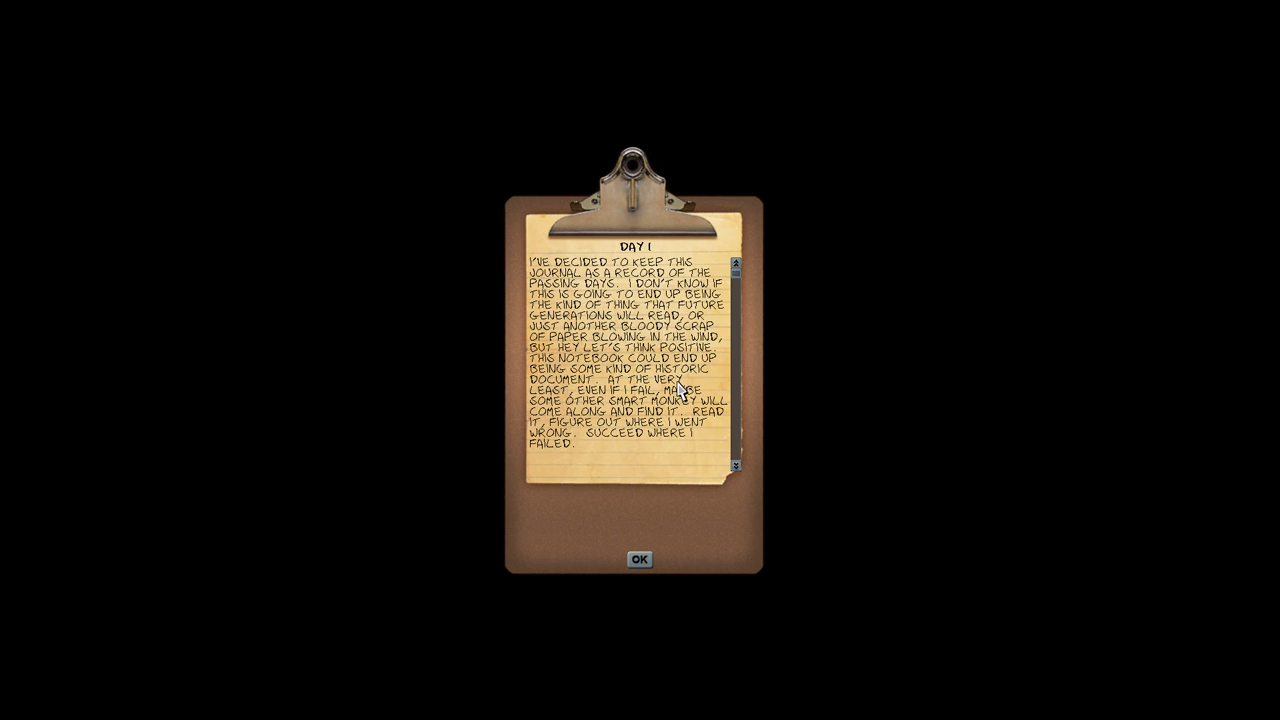 DAY 1
I'VE DECIDED TO KEEP THIS
JOURNAL AS A RECORD OF THE
PASSING DAYS. I DON'T KNOW IF
THIS IS GOING TO END UP BEING
THE KIND OF THING THAT FUTURE
GENERATIONS WILL READ, OR
JUST ANOTHER BLOODY SCRAP
OF PAPER BLOWING IN THE WIND,
BUT HEY LET'S THINK POSITIVE.
THIS NOTEBOOK COULD END UP
BEING SOME KIND OF HISTORIC
DOCUMENT. AT THE VERY
LEAST, EVEN IF I FAIL, MAYBE
SOME OTHER SMART MONKEY WILL
COME ALONG AND FIND IT. READ
IT, FIGURE OUT WHERE I WENT
WRONG. SUCCEED WHERE I
FAILED.
OK